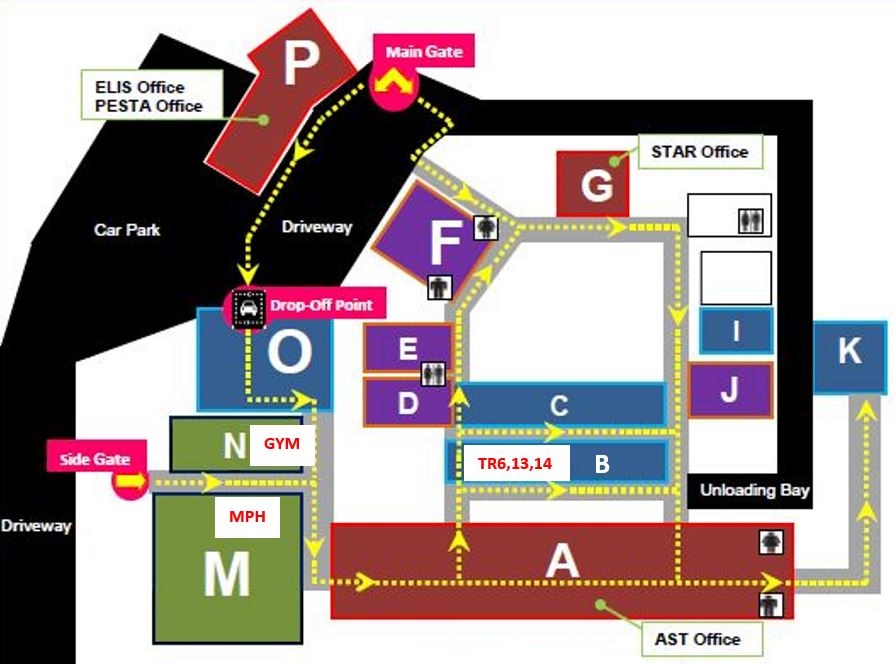 Main Gate
P
ELIS Office
PESTA Office
STAR Office
G
Car Park
Driveway
F
Drop-Off Point
O
E
I
K
D
C
J
N
GYM
Side Gate
TR6,13,14
B
Unloading Bay
MPH
Driveway
M
A
AST Office